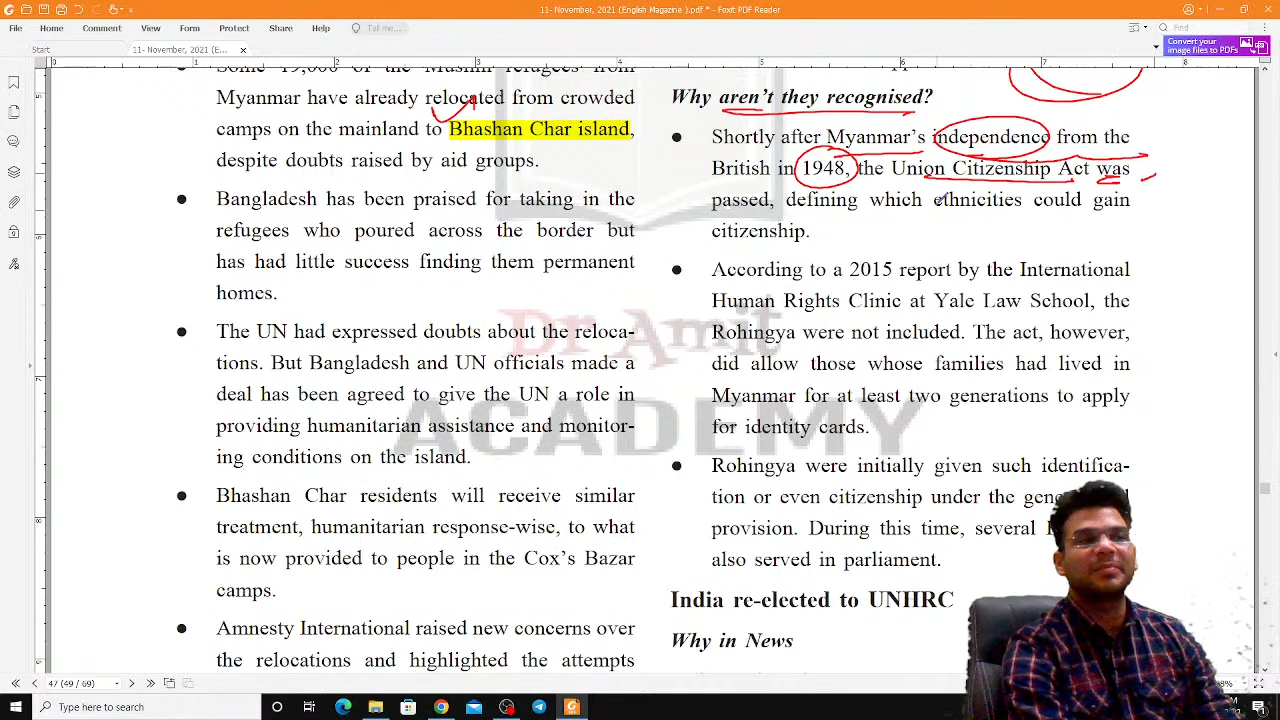 11- November, 2021 (English Magazine ).pdf * - Foxit PDF Reader
File Home Comment View Form Protect Share Help Tell me... Find
Convert your
image files to PDFs
Start 11- November, 2021 (E...
Some 19,000 of the Muslim refugees from
Myanmar have already relocated from crowded
camps on the mainland to Bhashan Char island,
despite doubts raised by aid groups.
Bangladesh has been praised for taking in the
refugees who poured across the border but
has had little success finding them permanent
homes.
The UN had expressed doubts about the reloca-
tions. But Bangladesh and UN officials made a
deal has been agreed to give the UN a role in
providing humanitarian assistance and monitor-
ing conditions on the island.
Bhashan Char residents will receive similar
treatment, humanitarian response-wise, to what
is now provided to people in the Cox's Bazar
camps.
Amnesty International raised new concerns over
the relocations and highlighted the attempts
Why aren't they recognised?
Shortly after Myanmar's independence from the
British in 1948, the Union Citizenship Act was
passed, defining which ethnicities could gain
citizenship.
According to a 2015 report by the International
Human Rights Clinic at Yale Law School, the
Rohingya were not included. The act, however,
did allow those whose families had lived in
Myanmar for at least two generations to apply
for identity cards.
Rohingya were initially given such identifica-
tion or even citizenship under the
provision. During this time, several
also served in parliament.
India re-elected to UNHRC
Why in News
Dr Amit
ACADEMY
47 (49 / 69)
Type here to search